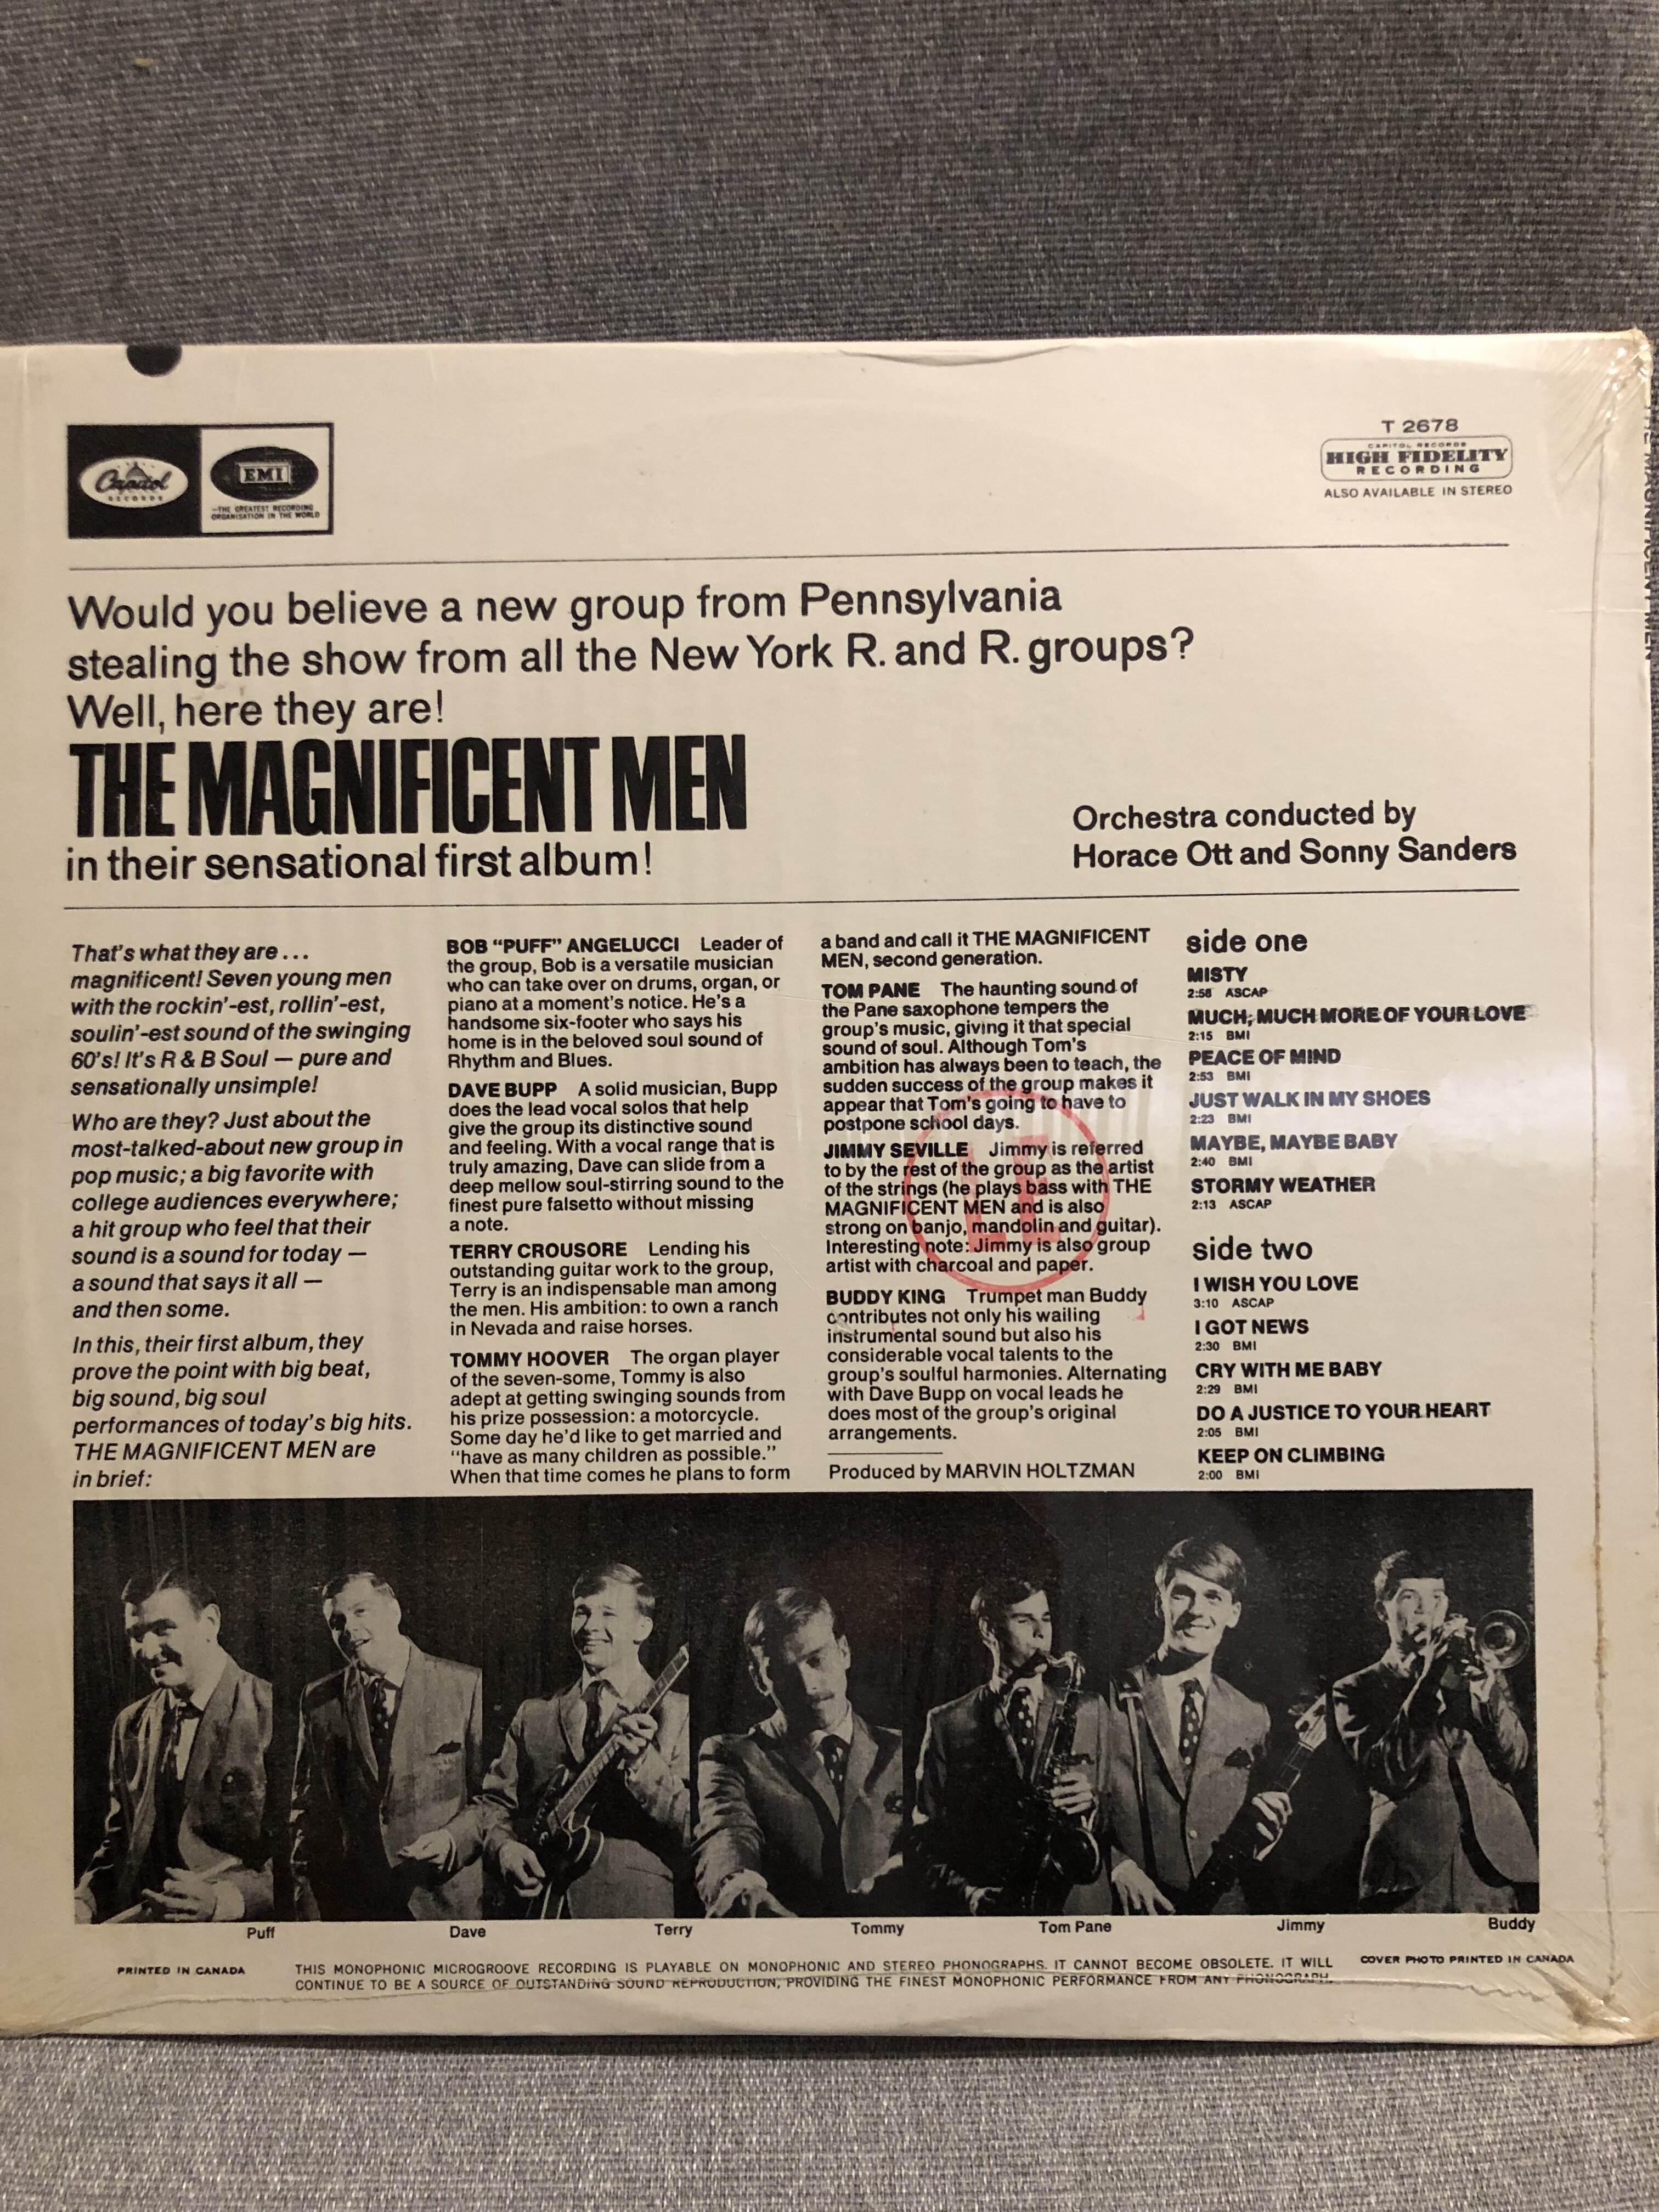 Capitol
RECORDS
EMI
—THE GREATEST RECORDING
ORGANISATION IN THE WORLD
T 2678
CAPITOL RECORDS
HIGH FIDELITY
RECORDING
ALSO AVAILABLE IN STEREO
Would you believe a new group from Pennsylvania
stealing the show from all the New York R. and R. groups?
Well, here they are!
THE MAGNIFICENT MEN
in their sensational first album!
Orchestra conducted by
Horace Ott and Sonny Sanders
That's what they are . . .
magnificent! Seven young men
with the rockin'-est, rollin'-est,
soulin'-est sound of the swinging
60's! It's R & B Soul — pure and
sensationally unsimple!
Who are they? Just about the
most-talked-about new group in
pop music; a big favorite with
college audiences everywhere;
a hit group who feel that their
sound is a sound for today —
a sound that says it all —
and then some.
In this, their first album, they
prove the point with big beat,
big sound, big soul
performances of today's big hits.
THE MAGNIFICENT MEN are
in brief:
BOB "PUFF" ANGELUCCI Leader of
the group, Bob is a versatile musician
who can take over on drums, organ, or
piano at a moment's notice. He's a
handsome six-footer who says his
home is in the beloved soul sound of
Rhythm and Blues.
DAVE BUPP A solid musician, Bupp
does the lead vocal solos that help
give the group its distinctive sound
and feeling. With a vocal range that is
truly amazing, Dave can slide from a
deep mellow soul-stirring sound to the
finest pure falsetto without missing
a note.
TERRY CROUSORE Lending his
outstanding guitar work to the group,
Terry is an indispensable man among
the men. His ambition: to own a ranch
in Nevada and raise horses.
TOMMY HOOVER The organ player
of the seven-some, Tommy is also
adept at getting swinging sounds from
his prize possession: a motorcycle.
Some day he'd like to get married and
"have as many children as possible."
When that time comes he plans to form
a band and call it THE MAGNIFICENT
MEN, second generation.
TOM PANE The haunting sound of
the Pane saxophone tempers the
group's music, giving it that special
sound of soul. Although Tom's
ambition has always been to teach, the
sudden success of the group makes it
appear that Tom's going to have to
postpone school days.
JIMMY SEVILLE Jimmy is referred
to by the rest of the group as the artist
of the strings (he plays bass with THE
MAGNIFICENT MEN and is also
strong on banjo, mandolin and guitar).
Interesting note: Jimmy is also group
artist with charcoal and paper.
BUDDY KING Trumpet man Buddy
contributes not only his wailing
instrumental sound but also his
considerable vocal talents to the
group's soulful harmonies. Alternating
with Dave Bupp on vocal leads he
does most of the group's original
arrangements.
Produced by MARVIN HOLTZMAN
side one
MISTY
2:58 ASCAP
MUCH, MUCH MORE OF YOUR LOVE
2:15 BMI
PEACE OF MIND
2:53 BMI
JUST WALK IN MY SHOES
2:23 BMI
MAYBE, MAYBE BABY
2:40 BMI
STORMY WEATHER
2:13 ASCAP
side two
I WISH YOU LOVE
3:10 ASCAP
I GOT NEWS
2:30 BMI
CRY WITH ME BABY
2:29 BMI
DO A JUSTICE TO YOUR HEART
2:05 BMI
KEEP ON CLIMBING
2:00 BMI
Puff
Dave
Terry
Tommy
Tom Pane
Jimmy
Buddy
PRINTED IN CANADA
THIS MONOPHONIC MICROGROOVE RECORDING IS PLAYABLE ON MONOPHONIC AND STEREO PHONOGRAPHS. IT CANNOT BECOME OBSOLETE. IT WILL
CONTINUE TO BE A SOURCE OF OUTSTANDING SOUND REPRODUCTION, PROVIDING THE FINEST MONOPHONIC PERFORMANCE FROM ANY PHONOGRAPH.
COVER PHOTO PRINTED IN CANADA
THE MAGNIFICENT MEN